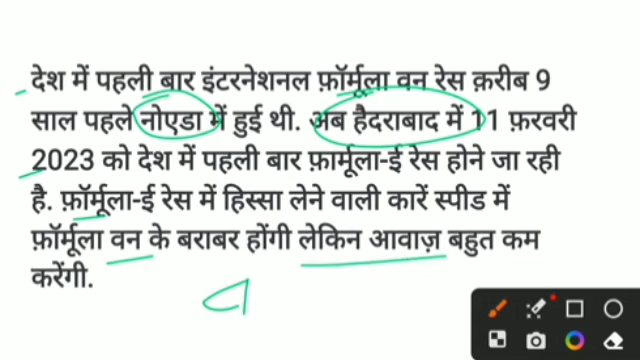 देश में पहली बार इंटरनेशनल फ़ॉर्मूला वन रेस क़रीब 9
साल पहले नोएडा में हुई थी. अब हैदराबाद में 11 फ़रवरी
2023 को देश में पहली बार फ़ार्मूला-ई रेस होने जा रही
है. फ़ॉर्मूला-ई रेस में हिस्सा लेने वाली कारें स्पीड में
फ़ॉर्मूला वन के बराबर होंगी लेकिन आवाज़ बहुत कम
करेंगी.